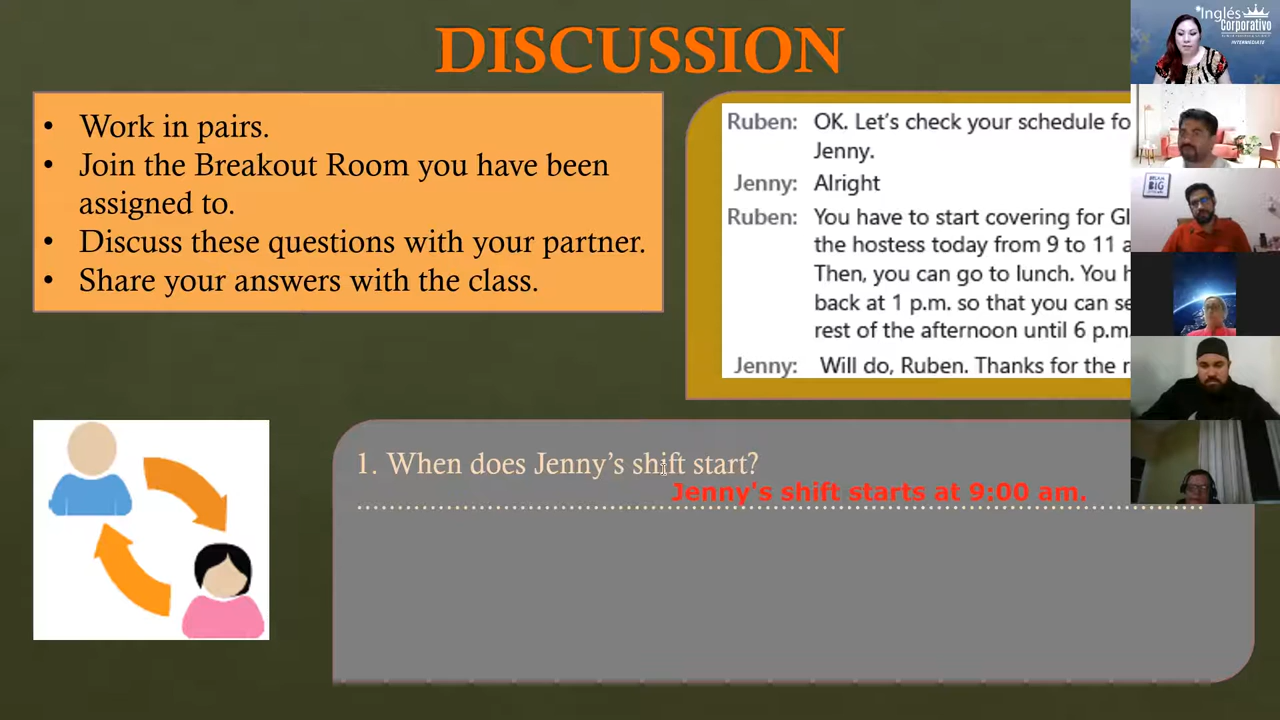 DISCUSSION
Inglés
Corporativo
INTERMEDIATE
• Work in pairs.
• Join the Breakout Room you have been
assigned to.
• Discuss these questions with your partner.
• Share your answers with the class.
Ruben: OK. Let's check your schedule fo
Jenny.
Jenny: Alright
Ruben: You have to start covering for Gl
the hostess today from 9 to 11 a
Then, you can go to lunch. You h
back at 1 p.m. so that you can se
rest of the afternoon until 6 p.m.
Jenny: Will do, Ruben. Thanks for the r
BIG
1. When does Jenny's shift start?
Jenny's shift starts at 9:00 am.